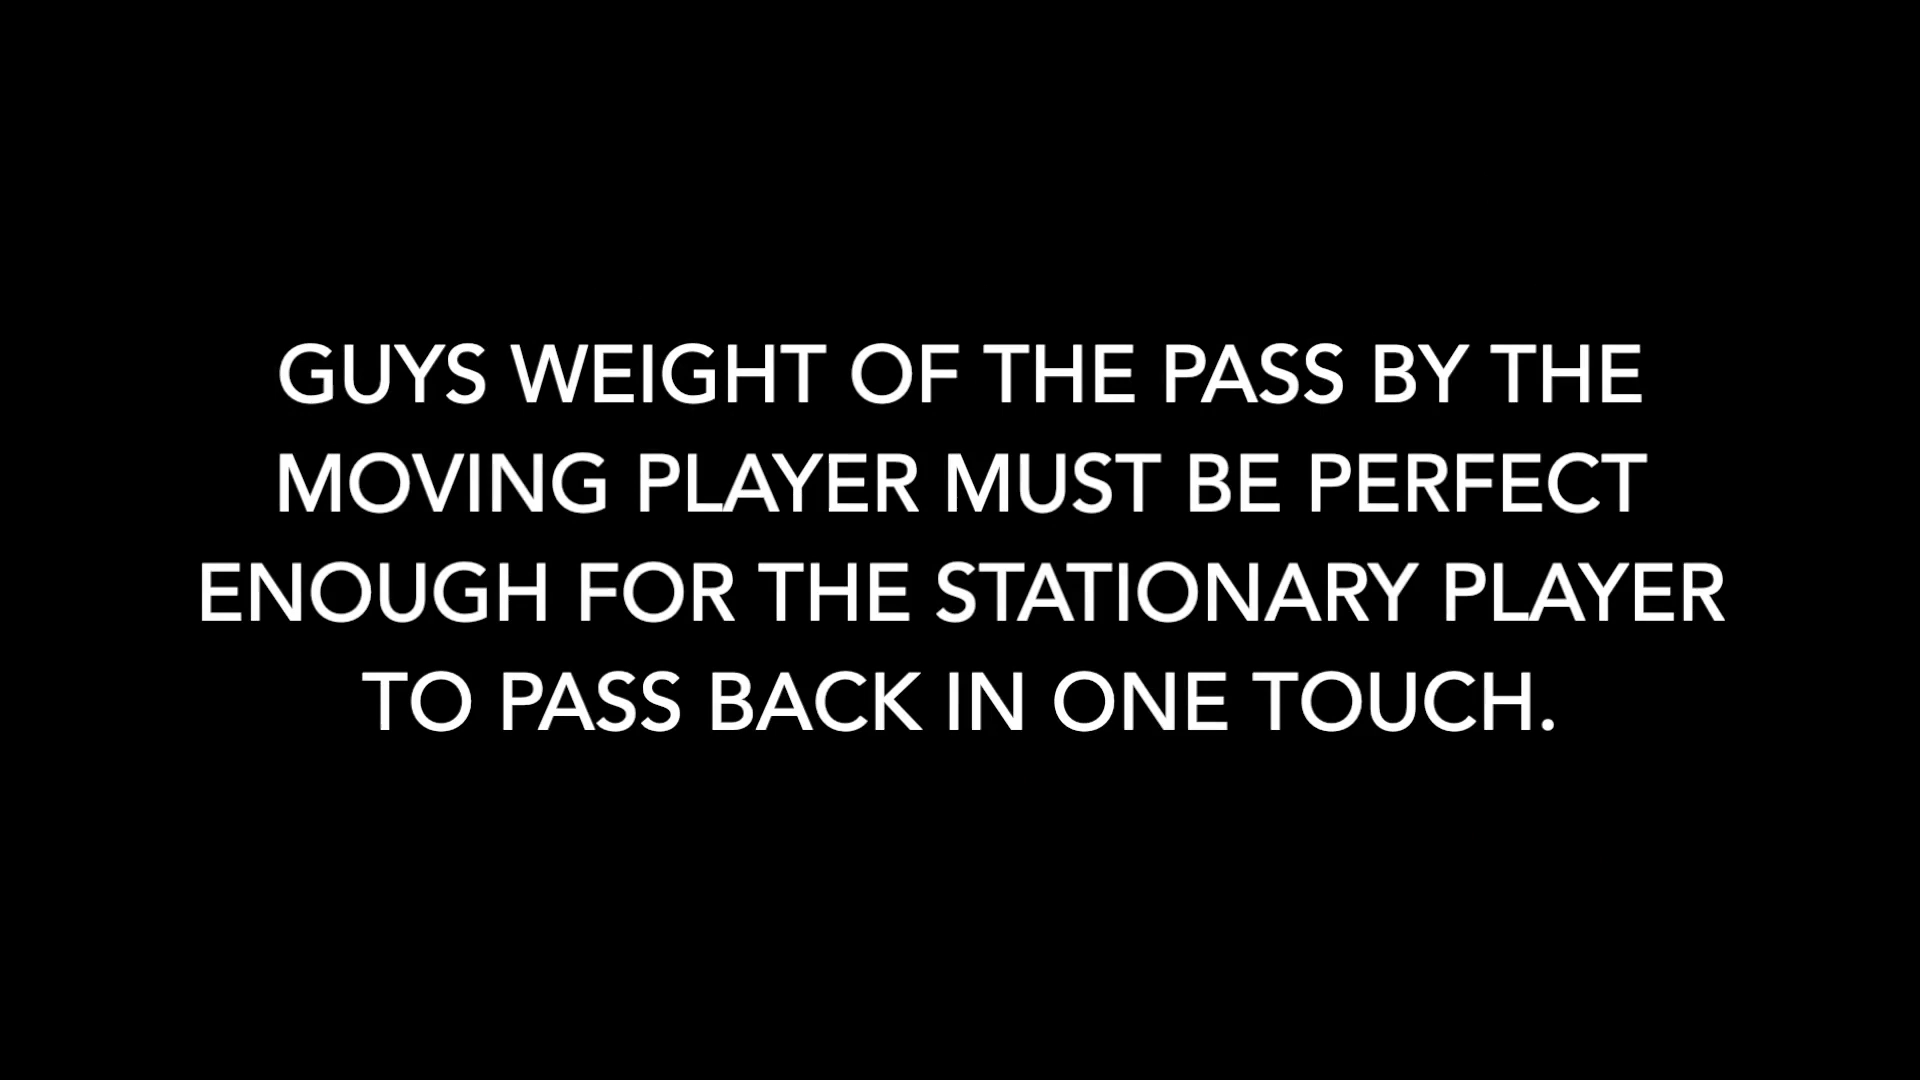 GUYS WEIGHT OF THE PASS BY THE
MOVING PLAYER MUST BE PERFECT
ENOUGH FOR THE STATIONARY PLAYER
TO PASS BACK IN ONE TOUCH.